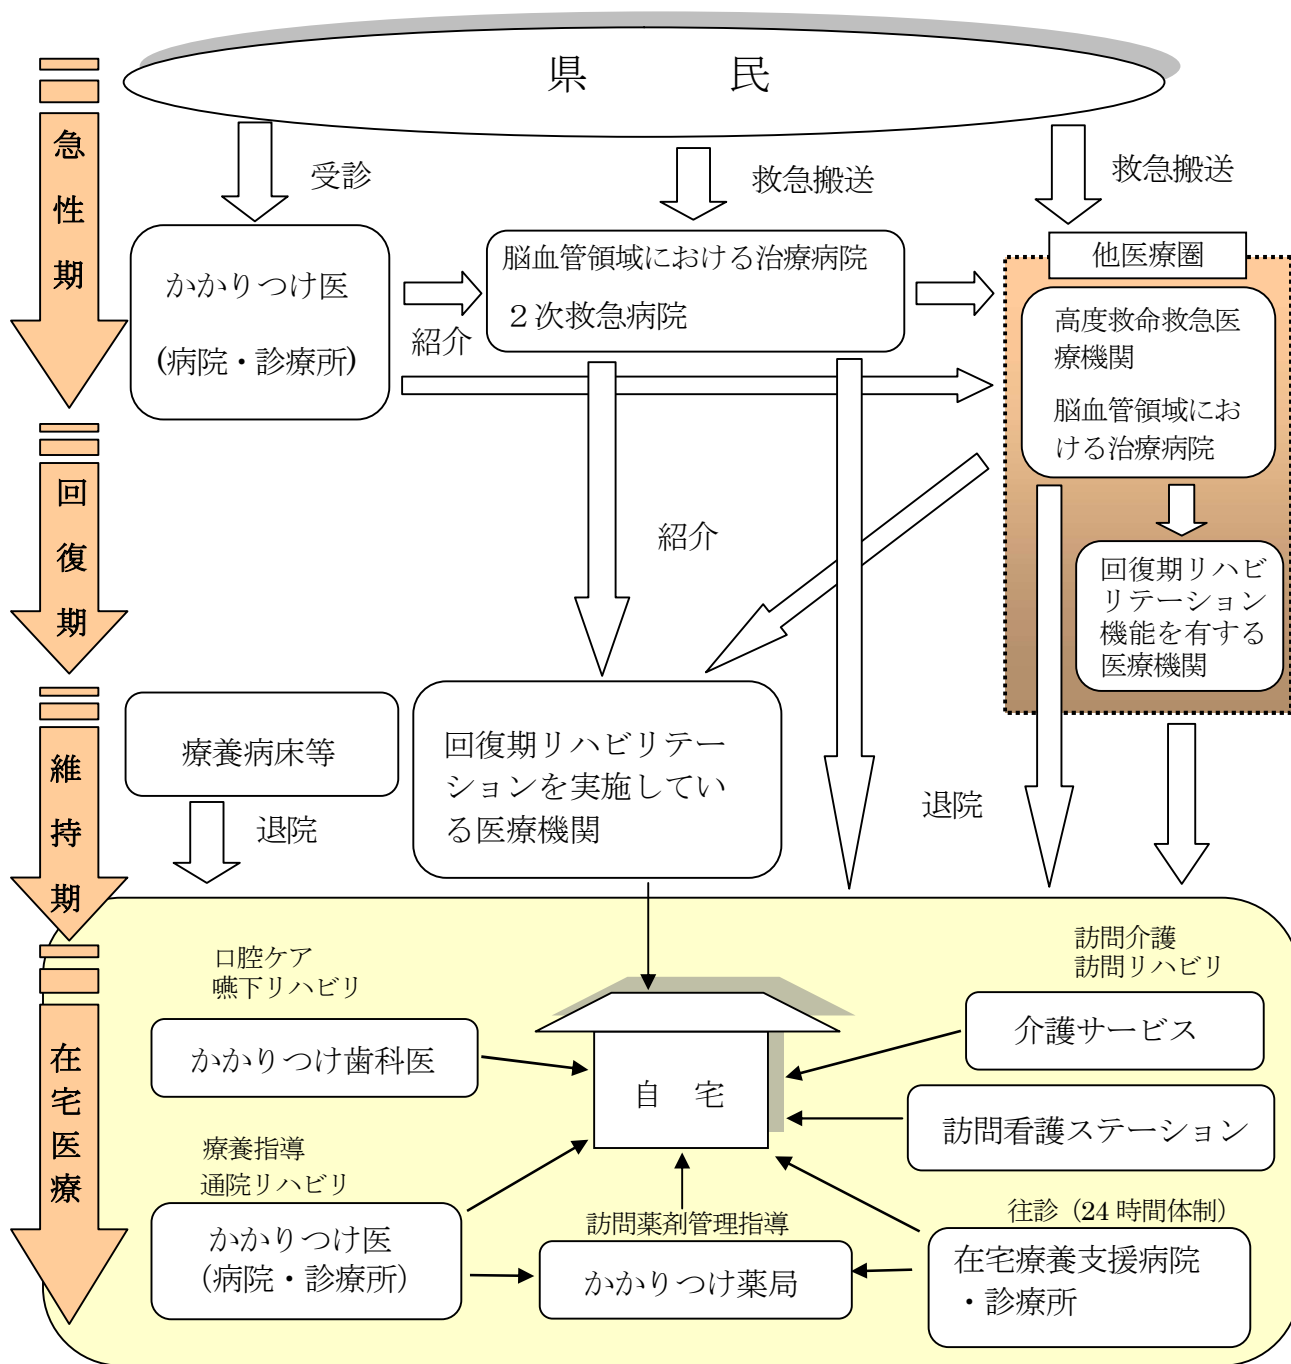 県　民
急性期
受診
救急搬送
救急搬送
かかりつけ医
(病院・診療所)
紹介
脳血管領域における治療病院
２次救急病院
他医療圏
高度救命救急医
療機関
脳血管領域にお
ける治療病院
回復期
紹介
回復期リハビ
リテーション
機能を有する
医療機関
維持期
療養病床等
退院
回復期リハビリテー
ションを実施してい
る医療機関
退院
在宅医療
口腔ケア
嚥下リハビリ
かかりつけ歯科医
訪問介護
訪問リハビリ
介護サービス
自　宅
訪問看護ステーション
療養指導
通院リハビリ
かかりつけ医
(病院・診療所)
訪問薬剤管理指導
かかりつけ薬局
往診（24 時間体制）
在宅療養支援病院
・診療所